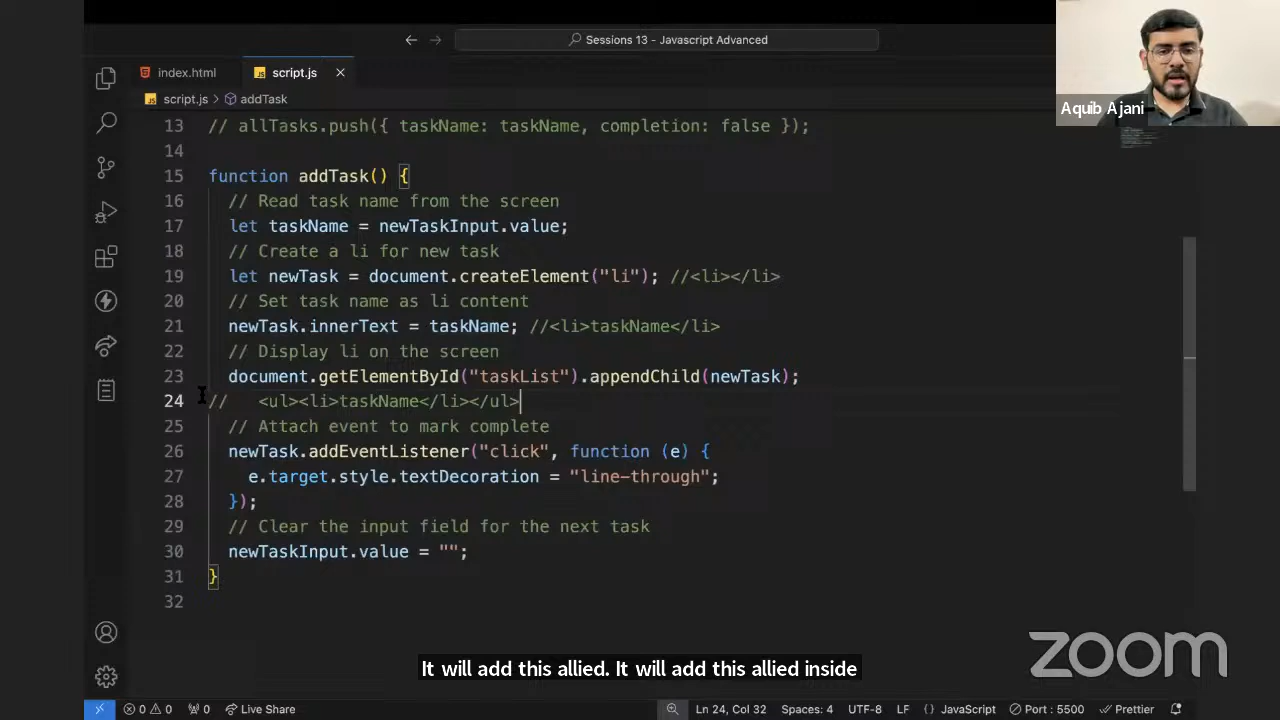 Sessions 13 - Javascript Advanced
Aquib Ajani
index.html
script.js
script.js > addTask
13 // allTasks.push({ taskName: taskName, completion: false });
14
15 function addTask() {
16 // Read task name from the screen
17 let taskName = newTaskInput.value;
18 // Create a li for new task
19 let newTask = document.createElement("li"); //<li></li>
20 // Set task name as li content
21 newTask.innerText = taskName; //<li>taskName</li>
22 // Display li on the screen
23 document.getElementById("taskList").appendChild(newTask);
24 //   <ul><li>taskName</li></ul>
25 // Attach event to mark complete
26 newTask.addEventListener("click", function (e) {
27 e.target.style.textDecoration = "line-through";
28 });
29 // Clear the input field for the next task
30 newTaskInput.value = "";
31 }
32
zoom
It will add this allied. It will add this allied inside
0 0 0 Live Share Ln 24, Col 32 Spaces: 4 UTF-8 LF {} JavaScript Port : 5500 Prettier